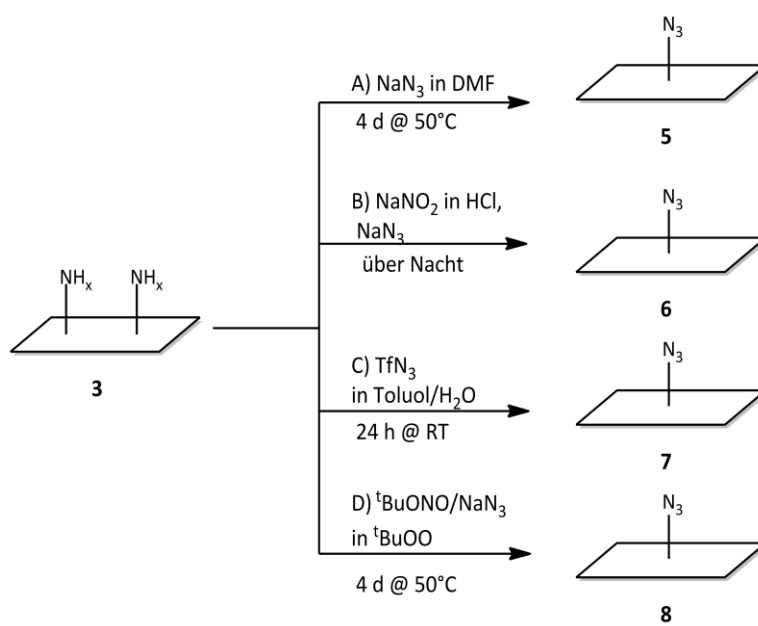 N₃
A) NaN₃ in DMF
4 d @ 50°C
5
N₃
B) NaNO₂ in HCl,
NaN₃
über Nacht
6
NHₓ NHₓ
3
N₃
C) TfN₃
in Toluol/H₂O
24 h @ RT
7
N₃
D) ᵗBuONO/NaN₃
in ᵗBuOO
4 d @ 50°C
8